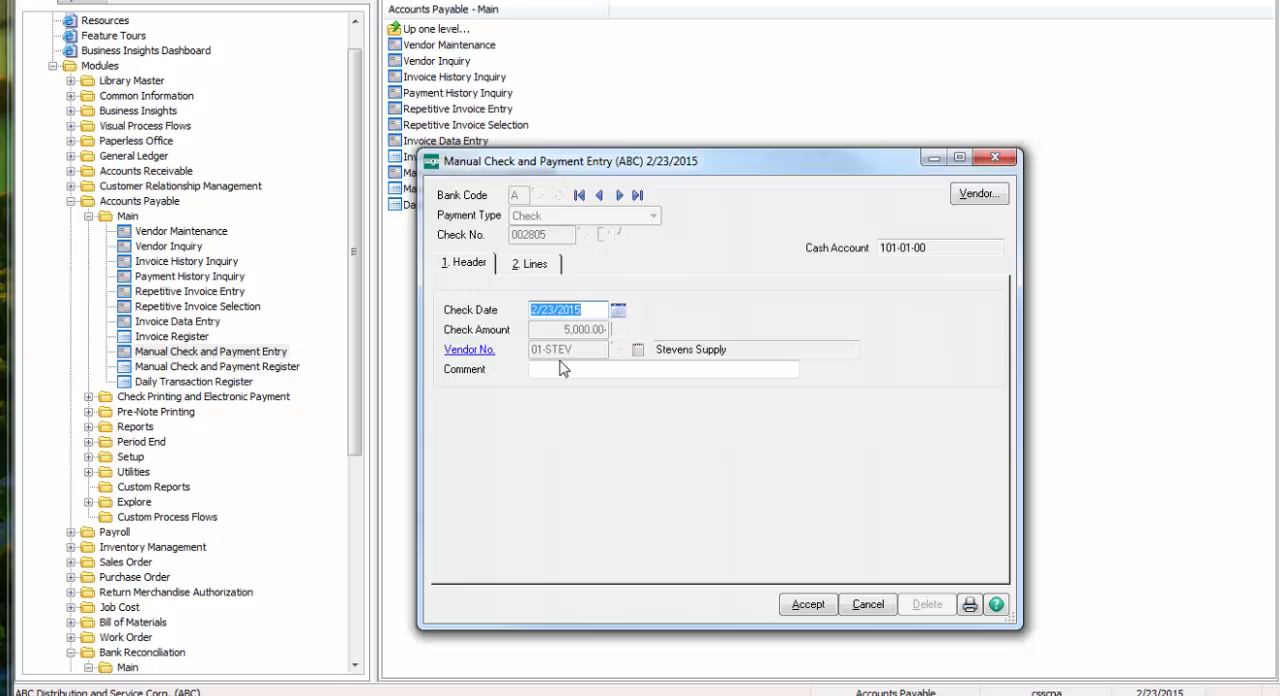 Resources
Feature Tours
Business Insights Dashboard
Modules
Library Master
Common Information
Business Insights
Visual Process Flows
Paperless Office
General Ledger
Accounts Receivable
Customer Relationship Management
Accounts Payable
Main
Vendor Maintenance
Vendor Inquiry
Invoice History Inquiry
Payment History Inquiry
Repetitive Invoice Entry
Repetitive Invoice Selection
Invoice Data Entry
Invoice Register
Manual Check and Payment Entry
Manual Check and Payment Register
Daily Transaction Register
Check Printing and Electronic Payment
Pre-Note Printing
Reports
Period End
Setup
Utilities
Custom Reports
Explore
Custom Process Flows
Payroll
Inventory Management
Sales Order
Purchase Order
Return Merchandise Authorization
Job Cost
Bill of Materials
Work Order
Bank Reconciliation
Main
Accounts Payable - Main
Up one level...
Vendor Maintenance
Vendor Inquiry
Invoice History Inquiry
Payment History Inquiry
Repetitive Invoice Entry
Repetitive Invoice Selection
Invoice Data Entry
Inv
Ma
Ma
Da
sage Manual Check and Payment Entry (ABC) 2/23/2015
Bank Code A
Vendor...
Payment Type Check
Check No. 002805
Cash Account 101-01-00
1. Header 2. Lines
Check Date 2/23/2015
Check Amount 5,000.00-
Vendor No. 01-STEV Stevens Supply
Comment
Accept Cancel Delete
ABC Distribution and Service Corp. (ABC) Accounts Payable csscpa 2/23/2015